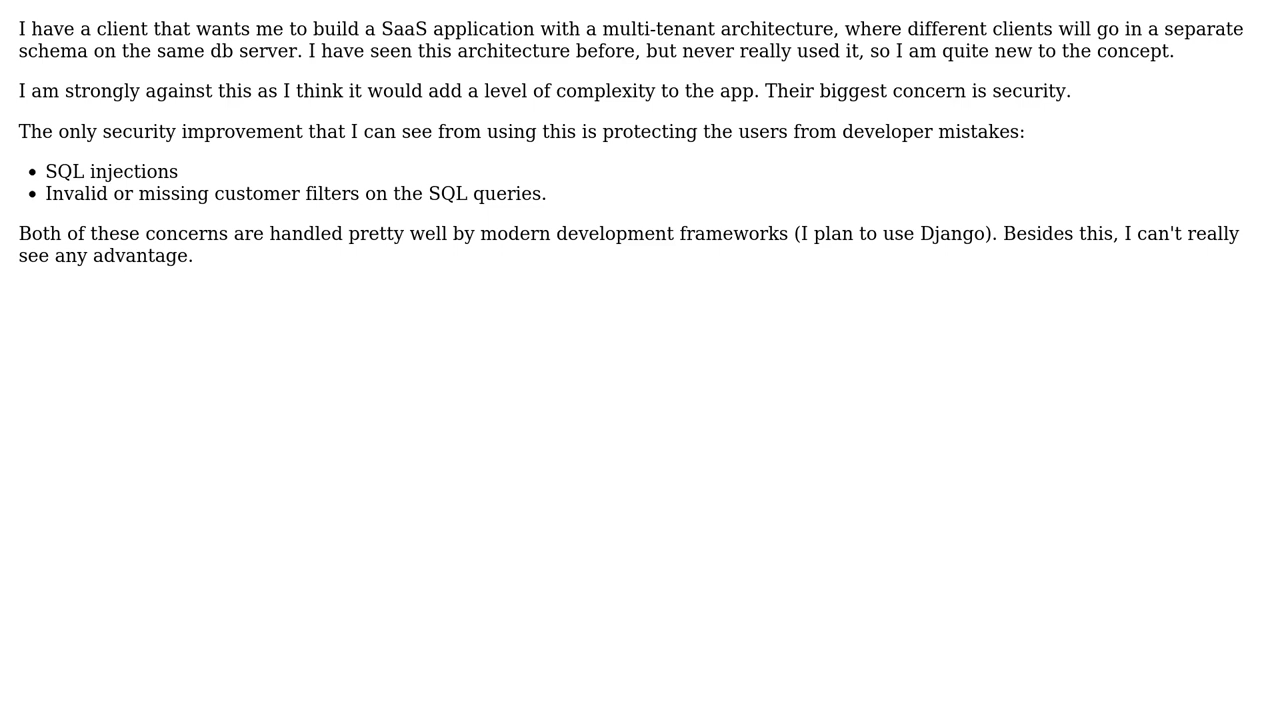 I have a client that wants me to build a SaaS application with a multi-tenant architecture, where different clients will go in a separate
schema on the same db server. I have seen this architecture before, but never really used it, so I am quite new to the concept.
I am strongly against this as I think it would add a level of complexity to the app. Their biggest concern is security.
The only security improvement that I can see from using this is protecting the users from developer mistakes:
• SQL injections
• Invalid or missing customer filters on the SQL queries.
Both of these concerns are handled pretty well by modern development frameworks (I plan to use Django). Besides this, I can't really
see any advantage.